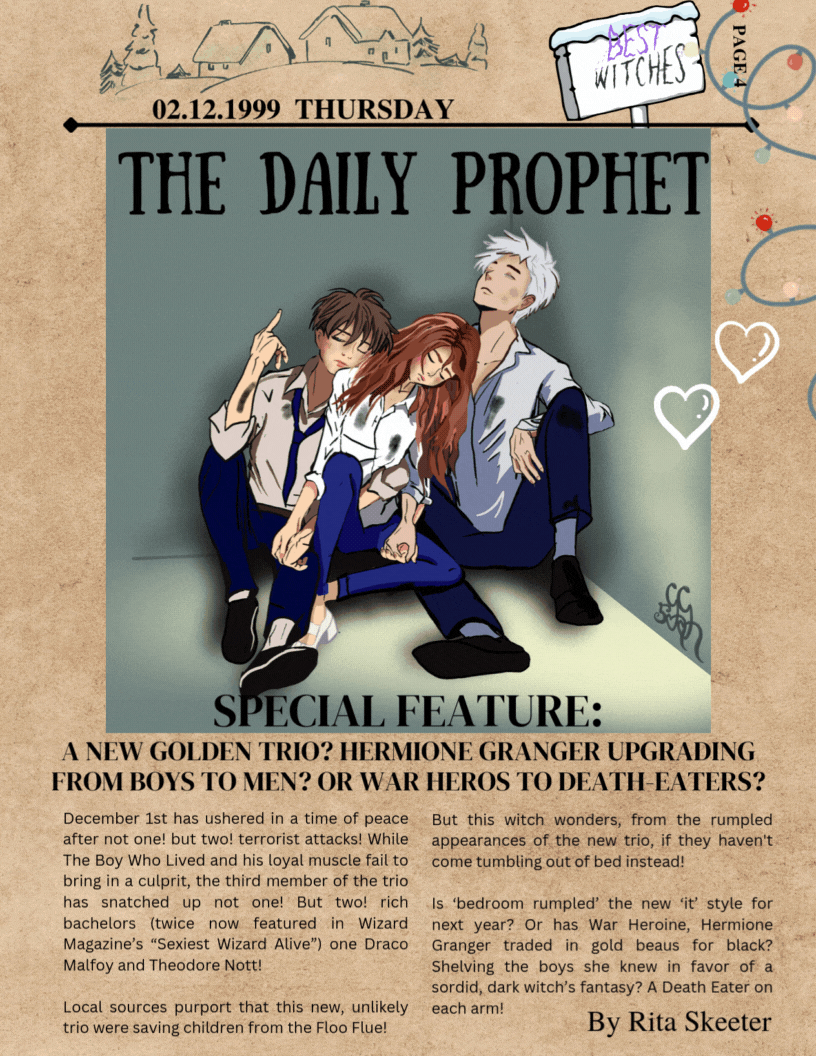 BEST
WITCHES
PAGE 4
02.12.1999 THURSDAY
THE DAILY PROPHET
SPECIAL FEATURE:
A NEW GOLDEN TRIO? HERMIONE GRANGER UPGRADING
FROM BOYS TO MEN? OR WAR HEROS TO DEATH-EATERS?
December 1st has ushered in a time of peace
after not one! but two! terrorist attacks! While
The Boy Who Lived and his loyal muscle fail to
bring in a culprit, the third member of the trio
has snatched up not one! But two! rich
bachelors (twice now featured in Wizard
Magazine's “Sexiest Wizard Alive”) one Draco
Malfoy and Theodore Nott!
Local sources purport that this new, unlikely
trio were saving children from the Floo Flue!
But this witch wonders, from the rumpled
appearances of the new trio, if they haven't
come tumbling out of bed instead!
Is ‘bedroom rumpled’ the new ‘it’ style for
next year? Or has War Heroine, Hermione
Granger traded in gold beaus for black?
Shelving the boys she knew in favor of a
sordid, dark witch’s fantasy? A Death Eater on
each arm!
By Rita Skeeter